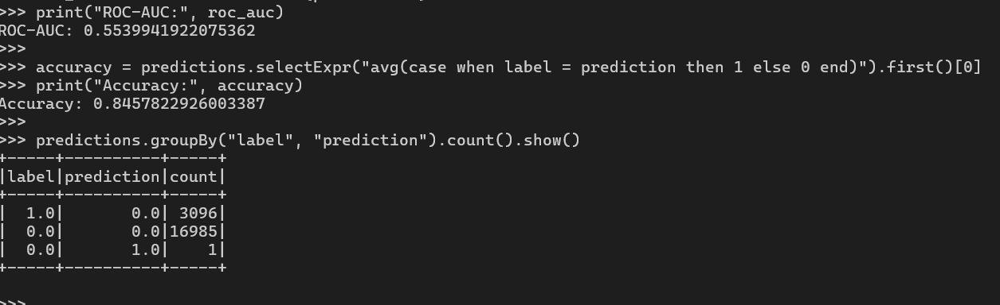 >>> print("ROC-AUC:", roc_auc)
ROC-AUC: 0.5539941922075362
>>>
>>> accuracy = predictions.selectExpr("avg(case when label = prediction then 1 else 0 end)").first()[0]
>>> print("Accuracy:", accuracy)
Accuracy: 0.8457822926003387
>>>
>>> predictions.groupBy("label", "prediction").count().show()
+-----+----------+-----+
|label|prediction|count|
+-----+----------+-----+
|  1.0|       0.0| 3096|
|  0.0|       0.0|16985|
|  0.0|       1.0|    1|
+-----+----------+-----+
>>>